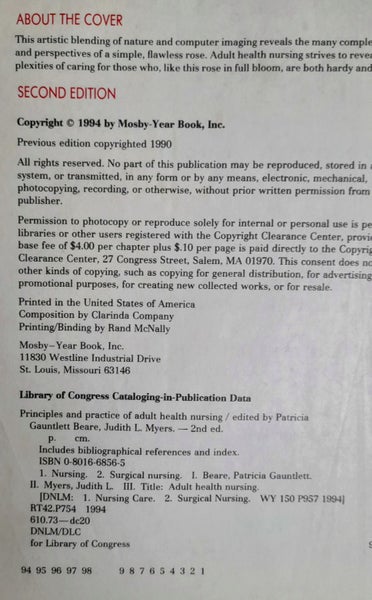 ABOUT THE COVER
This artistic blending of nature and computer imaging reveals the many comple
and perspectives of a simple, flawless rose. Adult health nursing strives to revea
plexities of caring for those who, like this rose in full bloom, are both hardy and
SECOND EDITION
Copyright © 1994 by Mosby-Year Book, Inc.
Previous edition copyrighted 1990
All rights reserved. No part of this publication may be reproduced, stored in a
system, or transmitted, in any form or by any means, electronic, mechanical,
photocopying, recording, or otherwise, without prior written permission from
publisher.
Permission to photocopy or reproduce solely for internal or personal use is pe
libraries or other users registered with the Copyright Clearance Center, provid
base fee of $4.00 per chapter plus $.10 per page is paid directly to the Copyrig
Clearance Center, 27 Congress Street, Salem, MA 01970. This consent does no
other kinds of copying, such as copying for general distribution, for advertising
promotional purposes, for creating new collected works, or for resale.
Printed in the United States of America
Composition by Clarinda Company
Printing/Binding by Rand McNally
Mosby–Year Book, Inc.
11830 Westline Industrial Drive
St. Louis, Missouri 63146
Library of Congress Cataloging-in-Publication Data
Principles and practice of adult health nursing / edited by Patricia
Gauntlett Beare, Judith L. Myers. — 2nd ed.
p. cm.
Includes bibliographical references and index.
ISBN 0-8016-6856-5
1. Nursing. 2. Surgical nursing. I. Beare, Patricia Gauntlett.
II. Myers, Judith L. III. Title: Adult health nursing.
[DNLM: 1. Nursing Care. 2. Surgical Nursing. WY 150 P957 1994]
RT42.P754 1994
610.73—dc20
DNLM/DLC
for Library of Congress
94 95 96 97 98 9 8 7 6 5 4 3 2 1